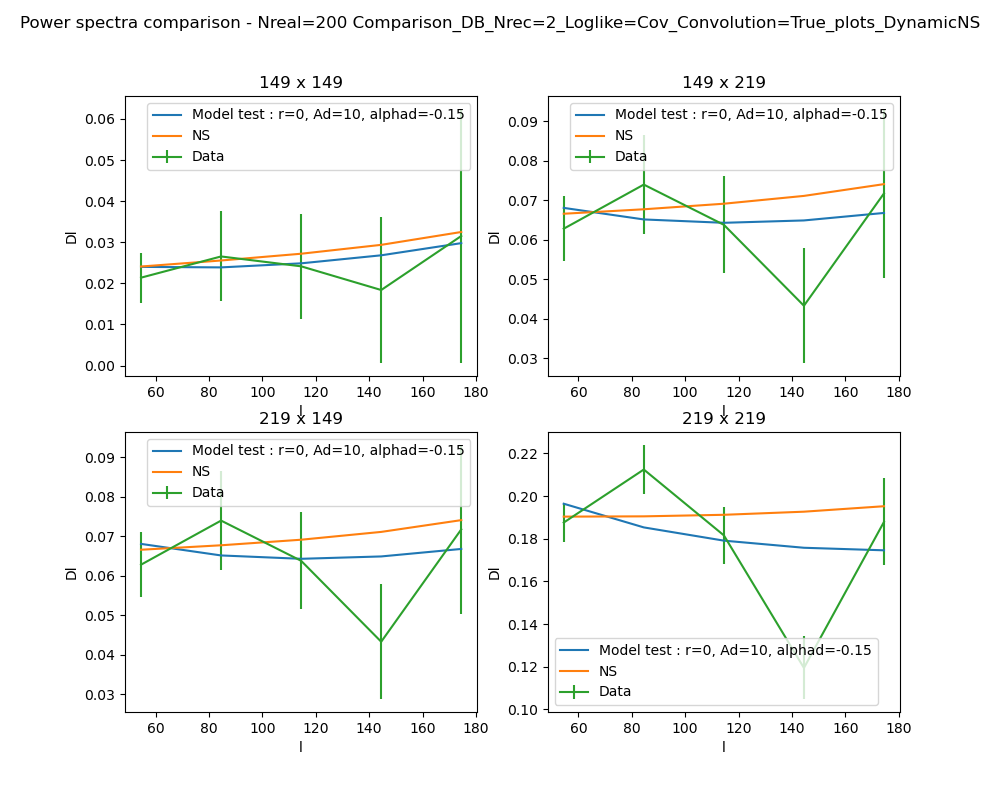 Power spectra comparison - Nreal=200 Comparison_DB_Nrec=2_Loglike=Cov_Convolution=True_plots_DynamicNS
149 x 149
Model test : r=0, Ad=10, alphad=-0.15
NS
Data
0.06
0.05
0.04
0.03
0.02
0.01
0.00
Dl
60 80 100 120 140 160 180
l
149 x 219
Model test : r=0, Ad=10, alphad=-0.15
NS
Data
0.09
0.08
0.07
0.06
0.05
0.04
0.03
Dl
60 80 100 120 140 160 180
l
219 x 149
Model test : r=0, Ad=10, alphad=-0.15
NS
Data
0.09
0.08
0.07
0.06
0.05
0.04
0.03
Dl
60 80 100 120 140 160 180
l
219 x 219
0.22
0.20
0.18
0.16
0.14
0.12
0.10
Dl
Model test : r=0, Ad=10, alphad=-0.15
NS
Data
60 80 100 120 140 160 180
l